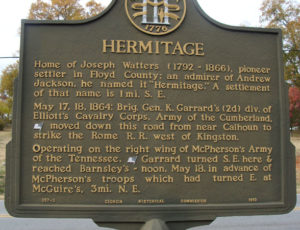 1776
HERMITAGE
Home of Joseph Watters (1792 - 1866), pioneer
settler in Floyd County; an admirer of Andrew
Jackson, he named it "Hermitage." A settlement
of that name is 1 mi. S. E.
May 17, 18, 1864; Brig. Gen. K. Garrard's (2d) div. of
Elliott's Cavalry Corps, Army of the Cumberland,
moved down this road from near Calhoun to
strike the Rome R. R. west of Kingston.
Operating on the right wing of McPherson's Army
of the Tennessee, Garrard turned S. E. here &
reached Barnsley's - noon, May 18, in advance of
McPherson's troops which had turned E. at
McGuire's, 3 mi. N. E.
GEORGIA HISTORICAL COMMISSION